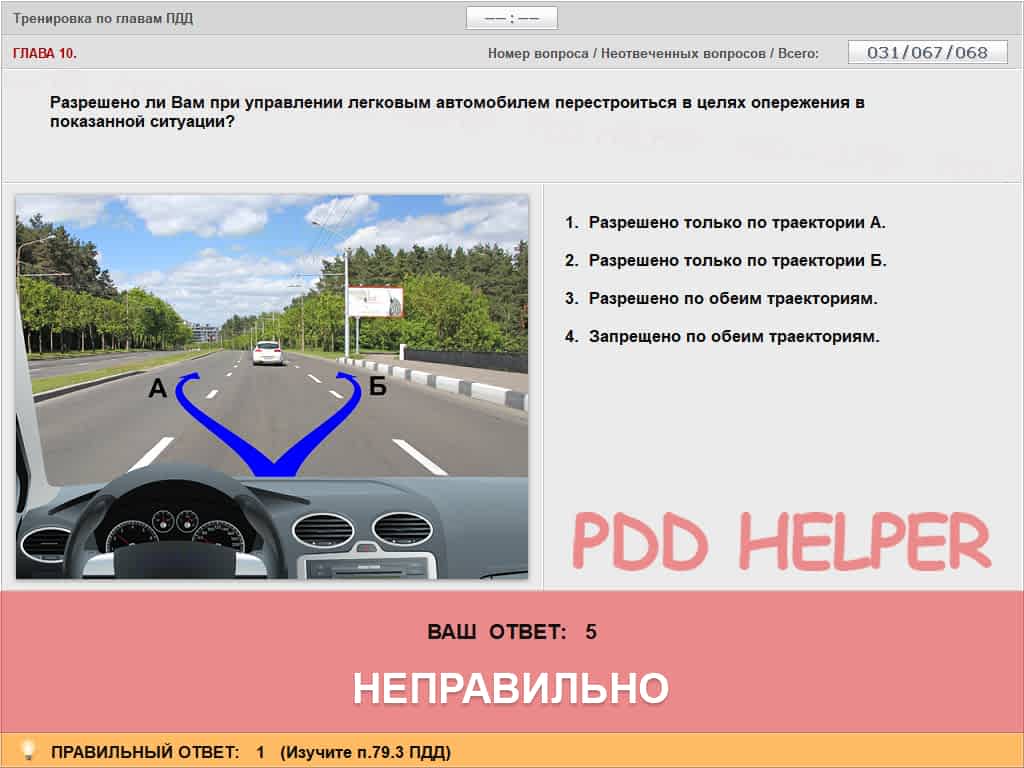 Тренировка по главам ПДД
–– : ––
ГЛАВА 10.
Номер вопроса / Неотвеченных вопросов / Всего:
031/067/068
Разрешено ли Вам при управлении легковым автомобилем перестроиться в целях опережения в
показанной ситуации?
А
Б
1. Разрешено только по траектории А.
2. Разрешено только по траектории Б.
3. Разрешено по обеим траекториям.
4. Запрещено по обеим траекториям.
PDD HELPER
ВАШ ОТВЕТ: 5
НЕПРАВИЛЬНО
ПРАВИЛЬНЫЙ ОТВЕТ: 1 (Изучите п.79.3 ПДД)